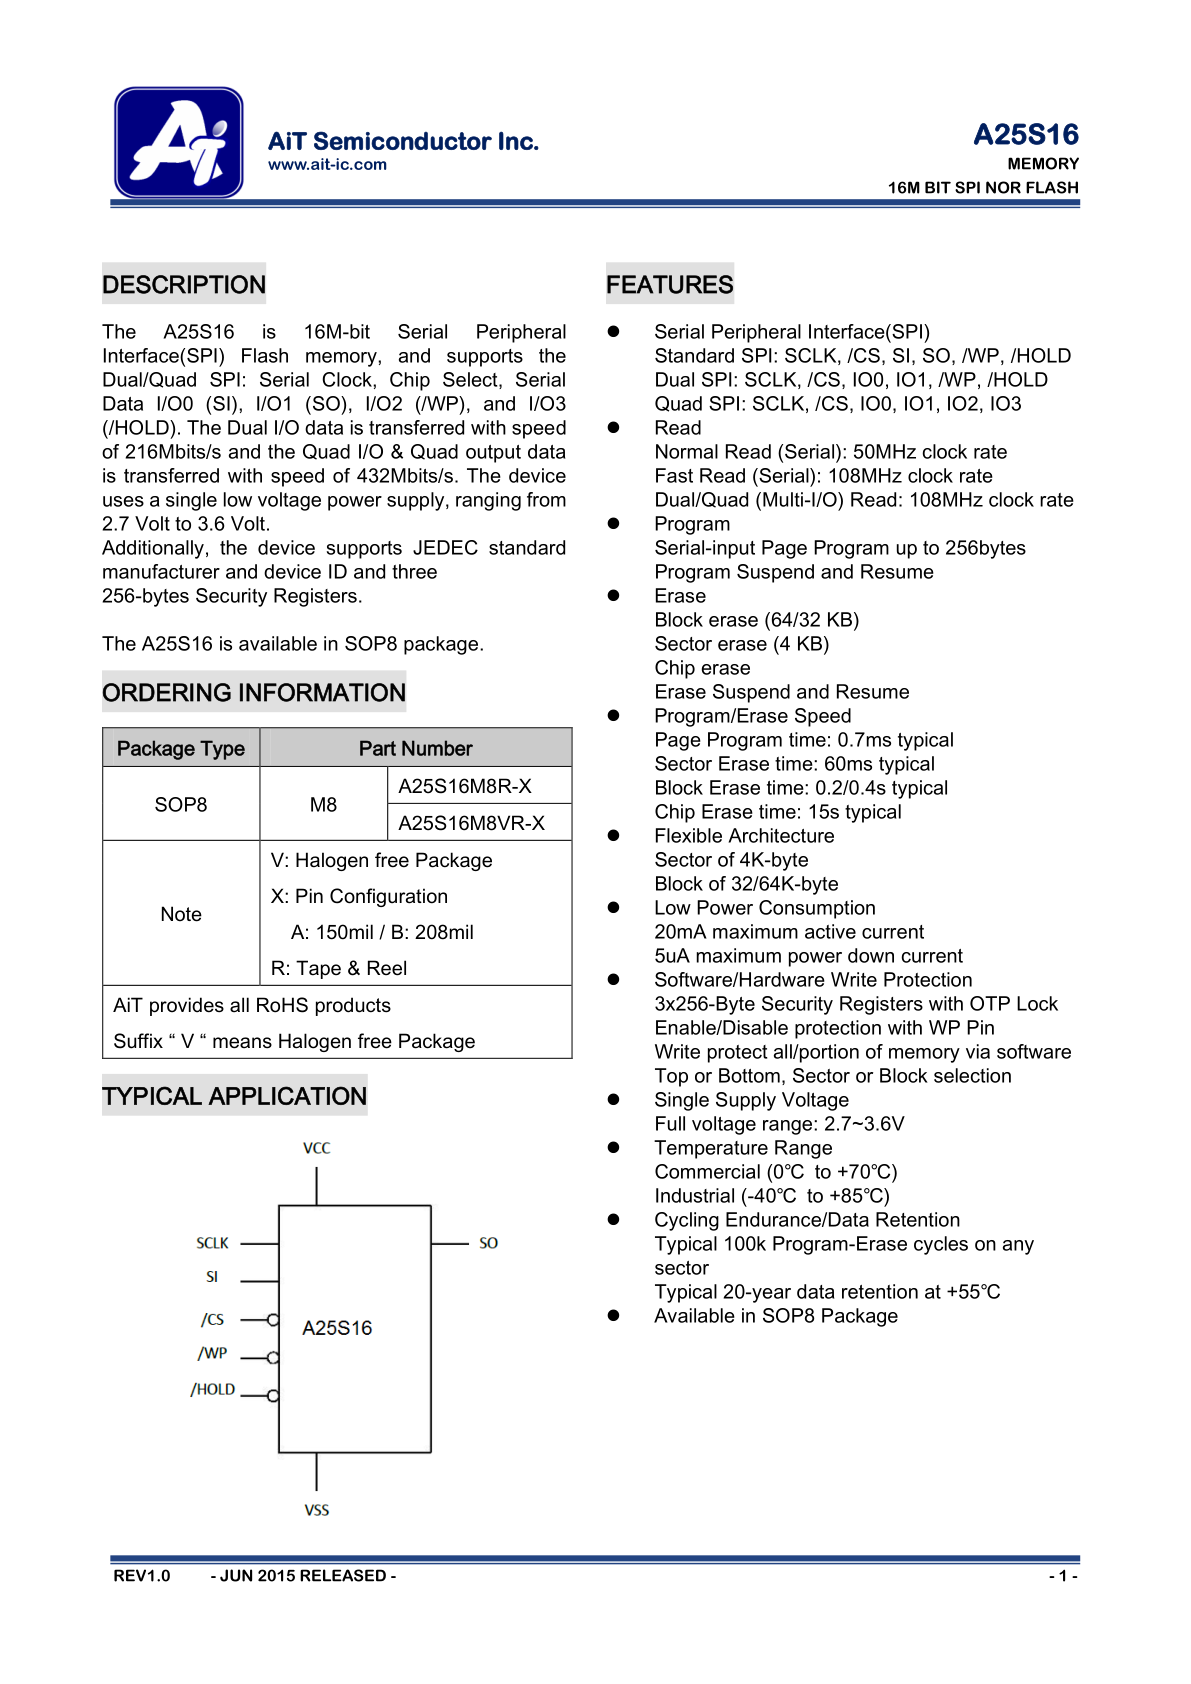 AiT
AiT Semiconductor Inc.
www.ait-ic.com
A25S16
MEMORY
16M BIT SPI NOR FLASH
DESCRIPTION
The A25S16 is 16M-bit Serial Peripheral
Interface(SPI) Flash memory, and supports the
Dual/Quad SPI: Serial Clock, Chip Select, Serial
Data I/O0 (SI), I/O1 (SO), I/O2 (/WP), and I/O3
(/HOLD). The Dual I/O data is transferred with speed
of 216Mbits/s and the Quad I/O & Quad output data
is transferred with speed of 432Mbits/s. The device
uses a single low voltage power supply, ranging from
2.7 Volt to 3.6 Volt.
Additionally, the device supports JEDEC standard
manufacturer and device ID and three
256-bytes Security Registers.
The A25S16 is available in SOP8 package.
ORDERING INFORMATION
Package Type Part Number
SOP8 M8 A25S16M8R-X
A25S16M8VR-X
Note
V: Halogen free Package
X: Pin Configuration
A: 150mil / B: 208mil
R: Tape & Reel
AiT provides all RoHS products
Suffix “ V “ means Halogen free Package
TYPICAL APPLICATION
VCC
SCLK
SI
/CS
/WP
/HOLD
A25S16
SO
VSS
FEATURES
● Serial Peripheral Interface(SPI)
Standard SPI: SCLK, /CS, SI, SO, /WP, /HOLD
Dual SPI: SCLK, /CS, IO0, IO1, /WP, /HOLD
Quad SPI: SCLK, /CS, IO0, IO1, IO2, IO3
● Read
Normal Read (Serial): 50MHz clock rate
Fast Read (Serial): 108MHz clock rate
Dual/Quad (Multi-I/O) Read: 108MHz clock rate
● Program
Serial-input Page Program up to 256bytes
Program Suspend and Resume
● Erase
Block erase (64/32 KB)
Sector erase (4 KB)
Chip erase
Erase Suspend and Resume
● Program/Erase Speed
Page Program time: 0.7ms typical
Sector Erase time: 60ms typical
Block Erase time: 0.2/0.4s typical
Chip Erase time: 15s typical
● Flexible Architecture
Sector of 4K-byte
Block of 32/64K-byte
● Low Power Consumption
20mA maximum active current
5uA maximum power down current
● Software/Hardware Write Protection
3x256-Byte Security Registers with OTP Lock
Enable/Disable protection with WP Pin
Write protect all/portion of memory via software
Top or Bottom, Sector or Block selection
● Single Supply Voltage
Full voltage range: 2.7~3.6V
● Temperature Range
Commercial (0℃ to +70℃)
Industrial (-40℃ to +85℃)
● Cycling Endurance/Data Retention
Typical 100k Program-Erase cycles on any
sector
Typical 20-year data retention at +55℃
● Available in SOP8 Package
REV1.0 - JUN 2015 RELEASED - - 1 -